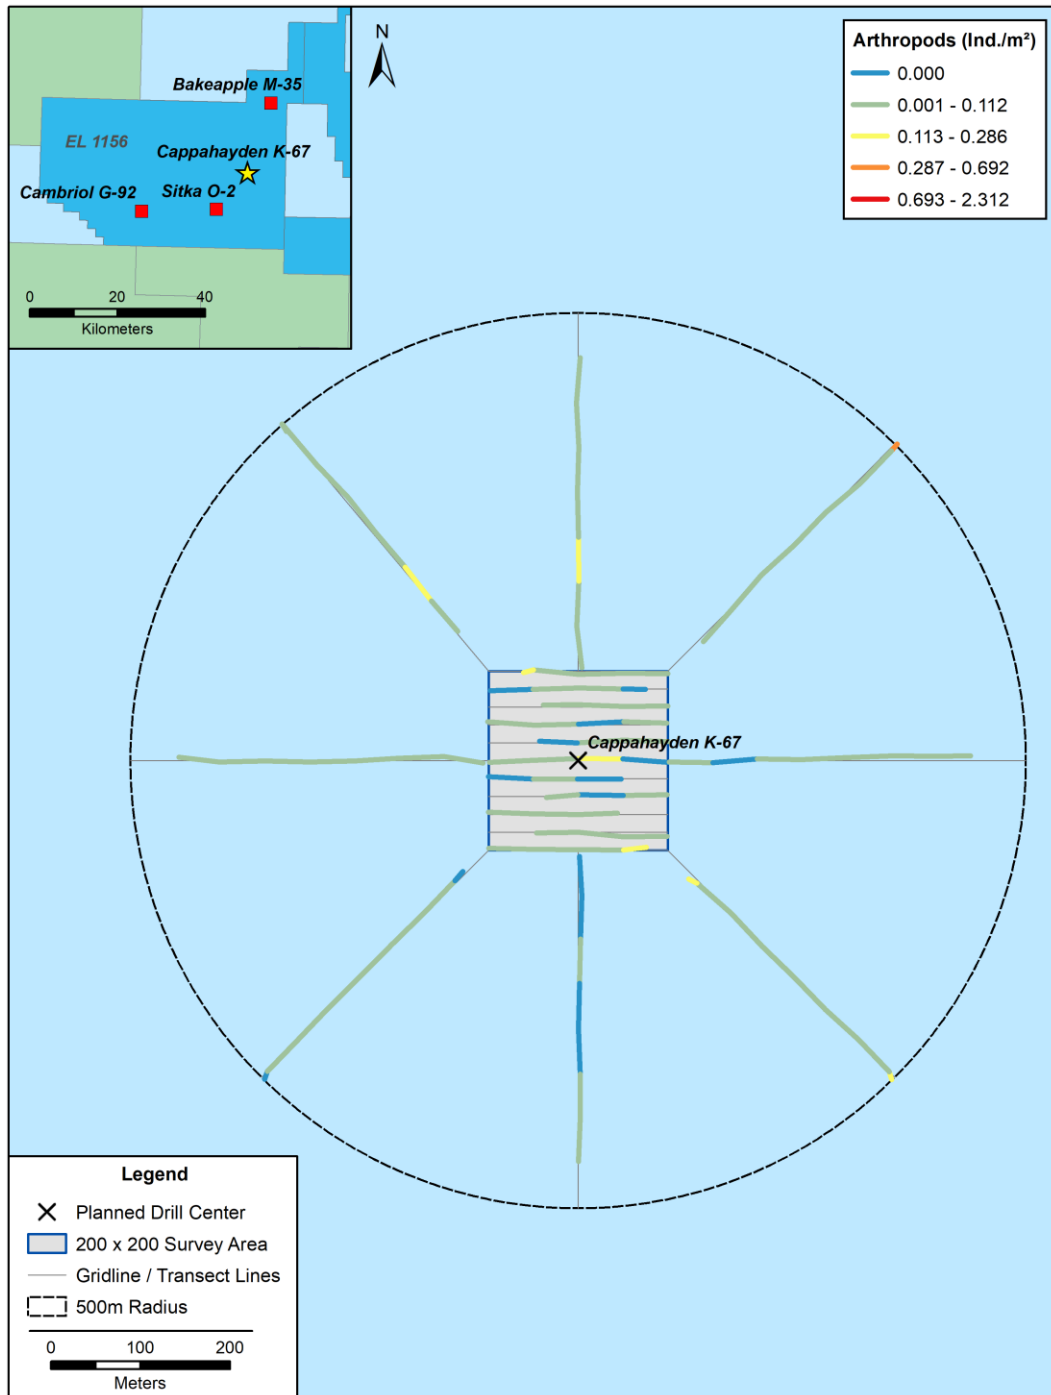 N
Bakeapple M-35
EL 1156
Cappahayden K-67
Cambriol G-92
Sitka O-2
0 20 40
Kilometers
Arthropods (Ind./m²)
0.000
0.001 - 0.112
0.113 - 0.286
0.287 - 0.692
0.693 - 2.312
Cappahayden K-67
Legend
Planned Drill Center
200 x 200 Survey Area
Gridline / Transect Lines
500m Radius
0 100 200
Meters